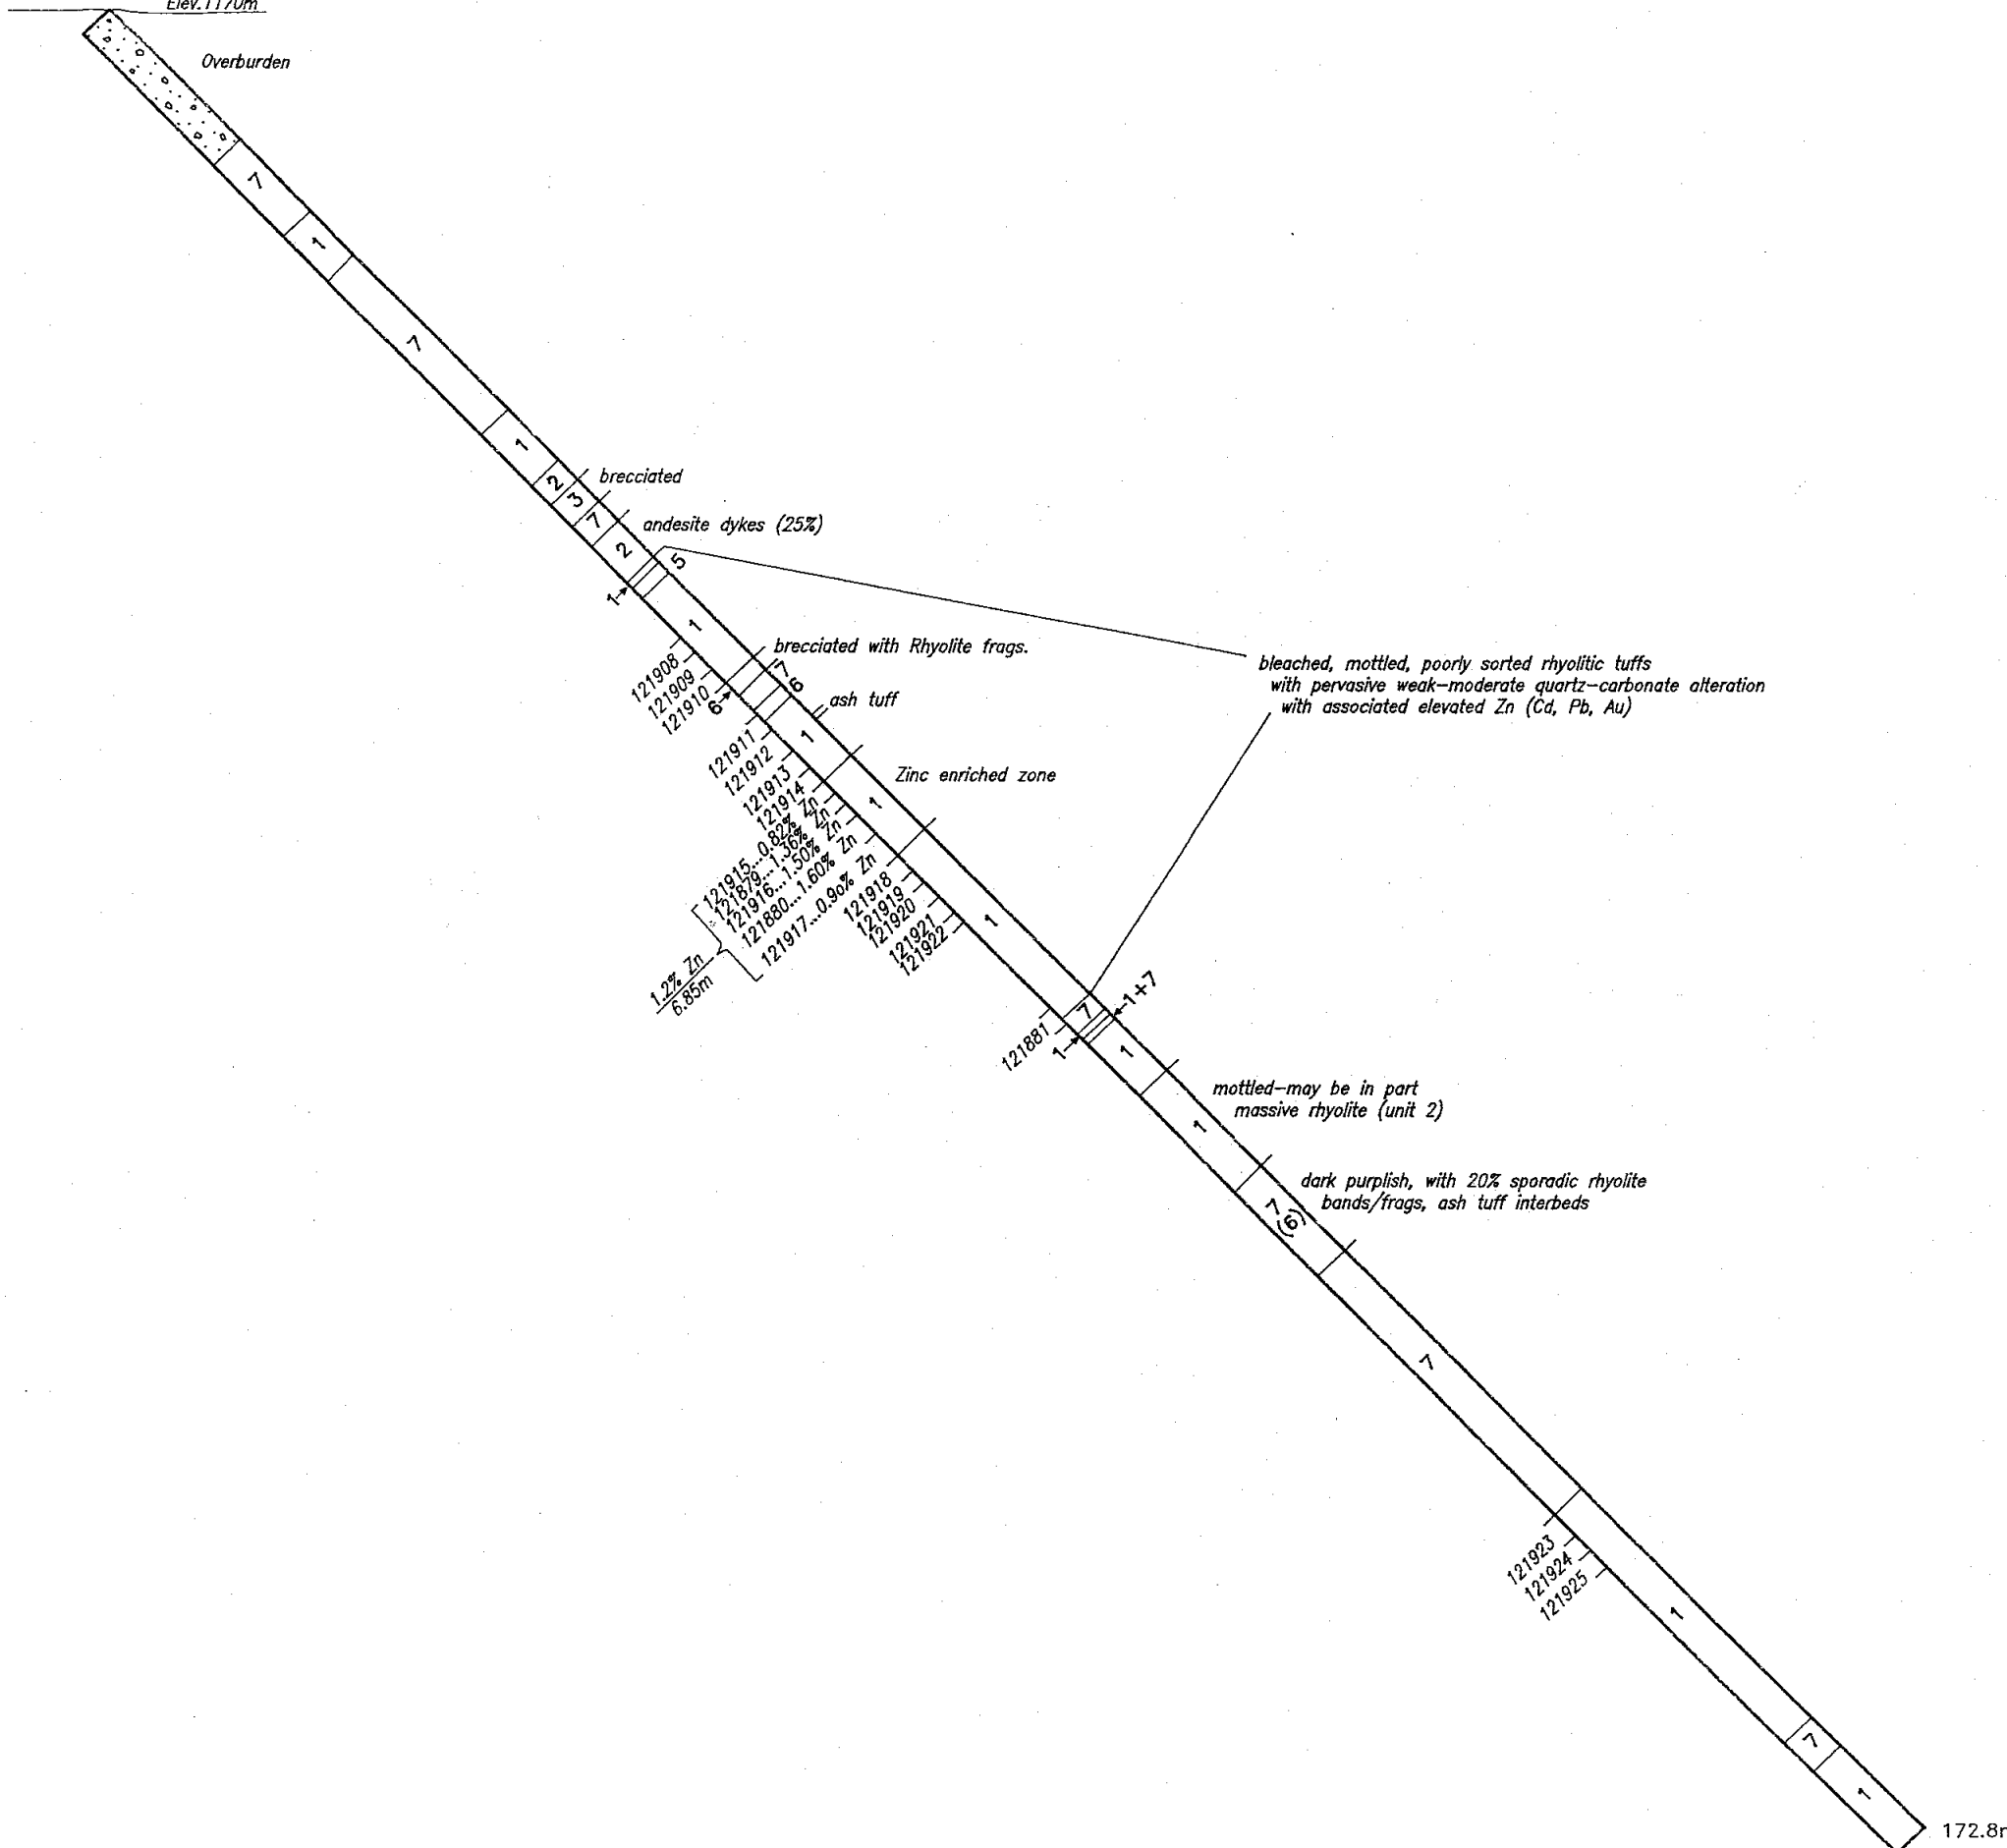 Elev. 1170m
Overburden
7
1
7
1
2
brecciated
3
7
andesite dykes (25%)
2
5
1
1
brecciated with Rhyolite frags.
7
6
121908
121909
121910
6
ash tuff
bleached, mottled, poorly sorted rhyolitic tuffs
with pervasive weak-moderate quartz-carbonate alteration
with associated elevated Zn (Cd, Pb, Au)
1
121911
121912
121913
121914
Zinc enriched zone
1
121915...0.82% Zn
121879...1.36% Zn
121916...1.50% Zn
121880...1.60% Zn
121917...0.90% Zn
1.2% Zn
6.85m
121918
121919
121920
121921
121922
1
7
1+7
121881
1
1
mottled-may be in part
massive rhyolite (unit 2)
1
dark purplish, with 20% sporadic rhyolite
bands/frags, ash tuff interbeds
7
(6)
7
121923
121924
121925
1
7
1
172.8